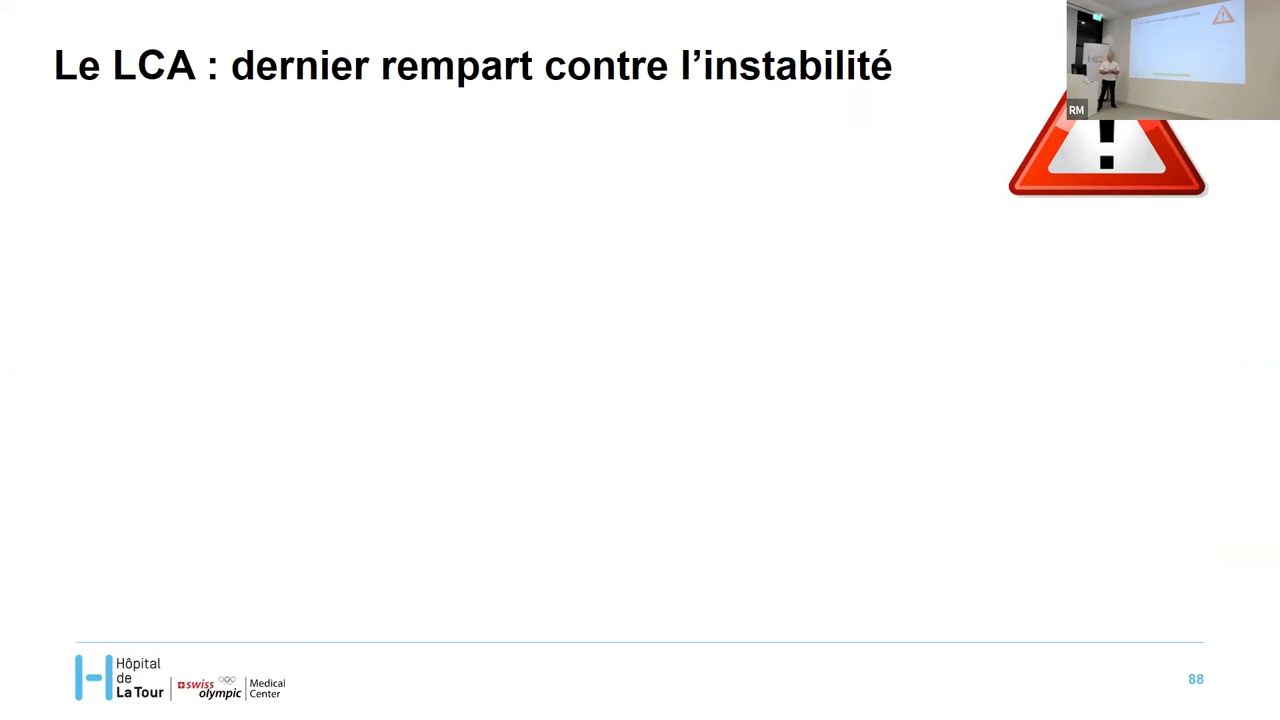 Le LCA : dernier rempart contre l’instabilité
!
RM
Hôpital
de
La Tour
swiss
olympic
Medical
Center
88